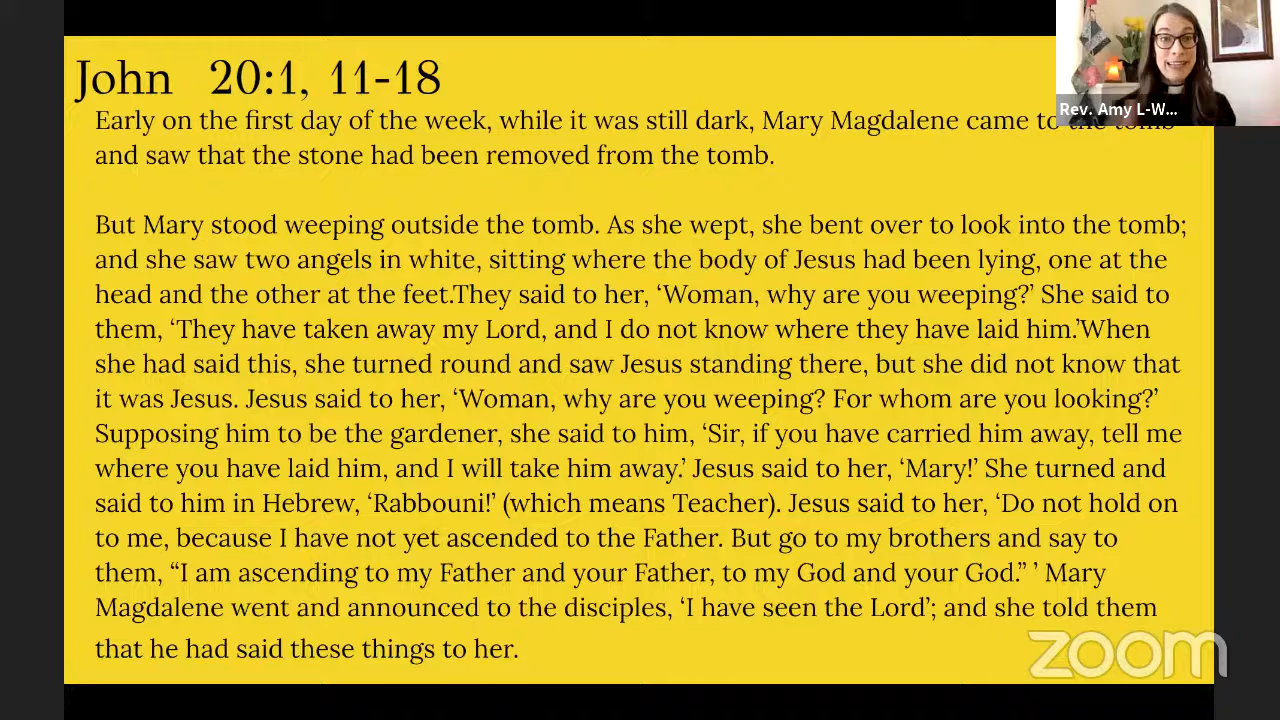 John 20:1, 11-18
Rev. Amy L-W...
Early on the first day of the week, while it was still dark, Mary Magdalene came to the tomb
and saw that the stone had been removed from the tomb.
But Mary stood weeping outside the tomb. As she wept, she bent over to look into the tomb;
and she saw two angels in white, sitting where the body of Jesus had been lying, one at the
head and the other at the feet.They said to her, ‘Woman, why are you weeping?’ She said to
them, ‘They have taken away my Lord, and I do not know where they have laid him.’When
she had said this, she turned round and saw Jesus standing there, but she did not know that
it was Jesus. Jesus said to her, ‘Woman, why are you weeping? For whom are you looking?’
Supposing him to be the gardener, she said to him, ‘Sir, if you have carried him away, tell me
where you have laid him, and I will take him away.’ Jesus said to her, ‘Mary!’ She turned and
said to him in Hebrew, ‘Rabbouni!’ (which means Teacher). Jesus said to her, ‘Do not hold on
to me, because I have not yet ascended to the Father. But go to my brothers and say to
them, “I am ascending to my Father and your Father, to my God and your God.” ’ Mary
Magdalene went and announced to the disciples, ‘I have seen the Lord’; and she told them
that he had said these things to her.
zoom